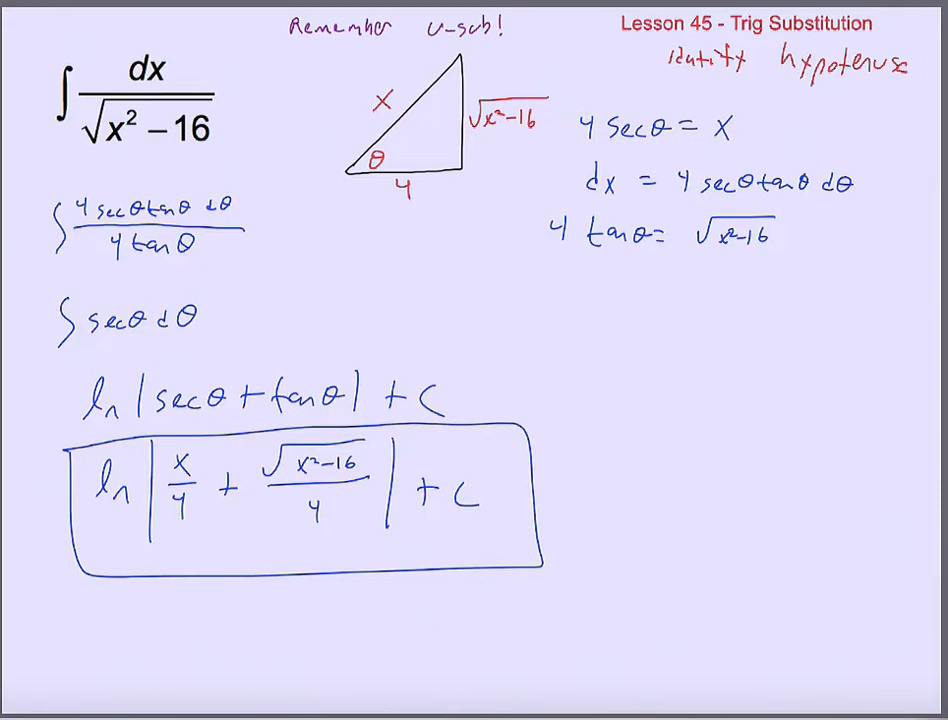 Remember u-sub!
Lesson 45 - Trig Substitution
identify hypotenuse
∫ dx / √(x² − 16)
x
√(x²−16)
θ
4
4 secθ = x
dx = 4 secθ tanθ dθ
4 tanθ = √(x²−16)
∫ 4 secθ tanθ dθ / 4 tanθ
∫ secθ dθ
ln |secθ + tanθ| + C
ln | x/4 + √(x²−16)/4 | + C